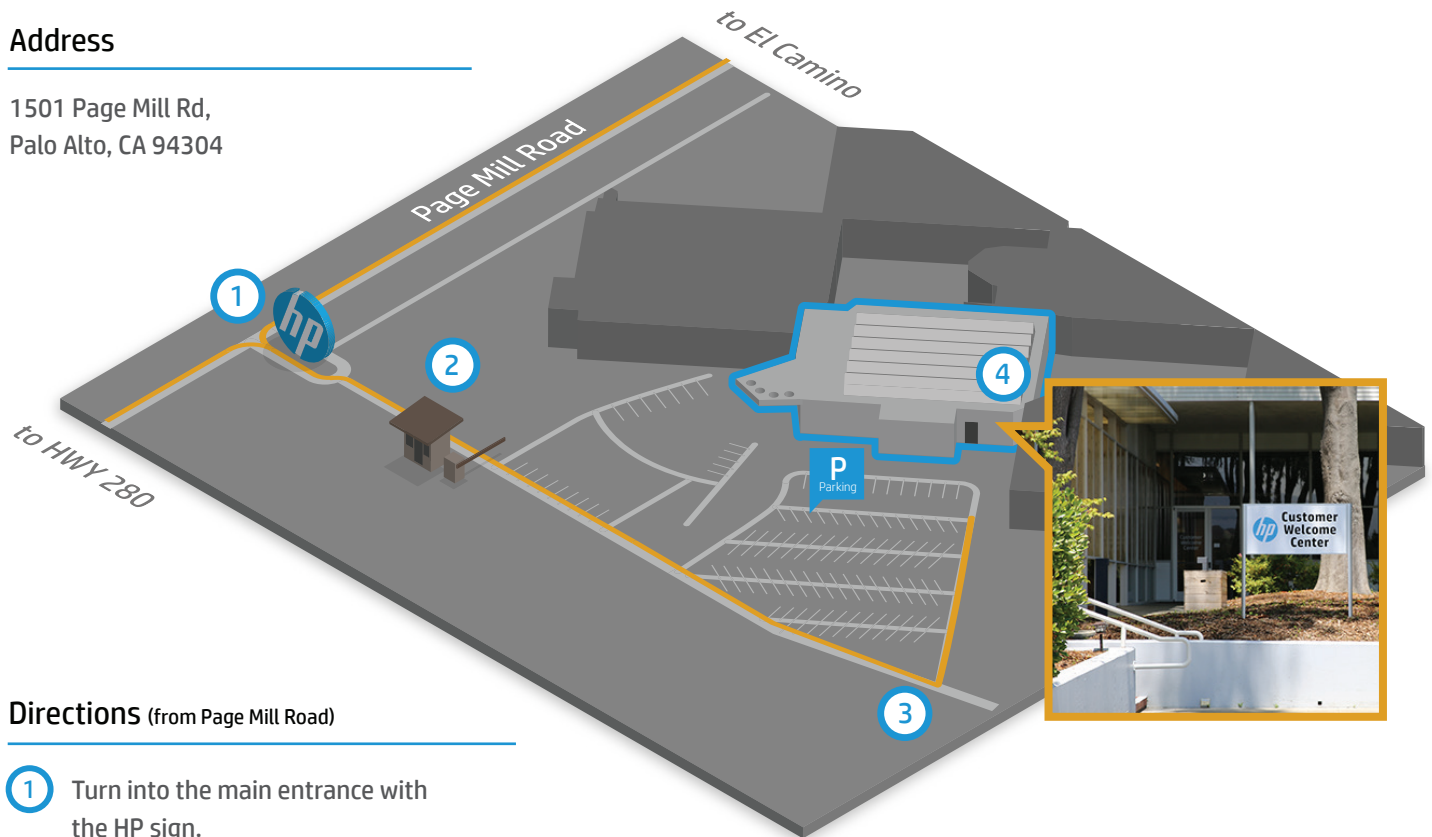 Address
1501 Page Mill Rd,
Palo Alto, CA 94304
to El Camino
Page Mill Road
1
hp
2
4
to HWY 280
P
Parking
hp
Customer
Welcome
Center
3
Directions (from Page Mill Road)
1 Turn into the main entrance with
the HP sign.